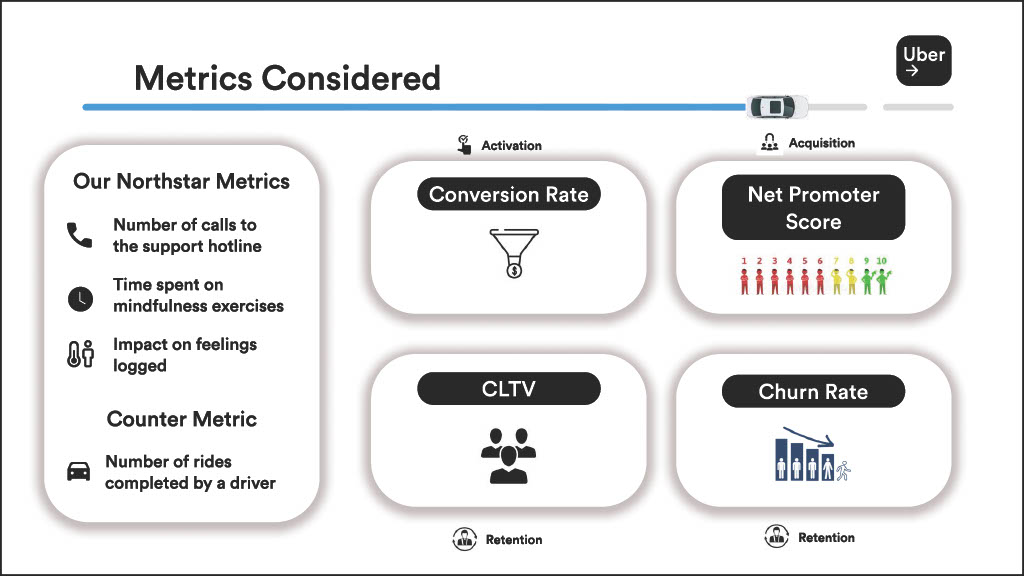 Metrics Considered
Uber
Our Northstar Metrics
Number of calls to
the support hotline
Time spent on
mindfulness exercises
Impact on feelings
logged
Counter Metric
Number of rides
completed by a driver
Activation
Conversion Rate
$
Acquisition
Net Promoter
Score
1 2 3 4 5 6 7 8 9 10
CLTV
Retention
Churn Rate
Retention